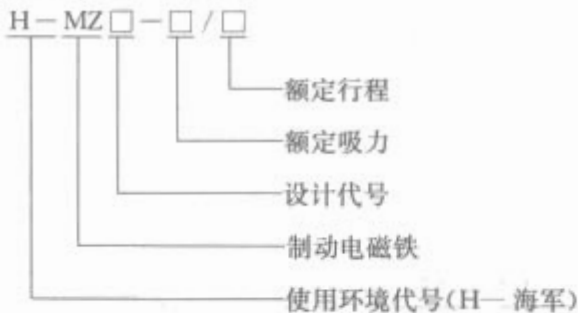 H－MZ□－□/□
额定行程
额定吸力
设计代号
制动电磁铁
使用环境代号(H—海军)